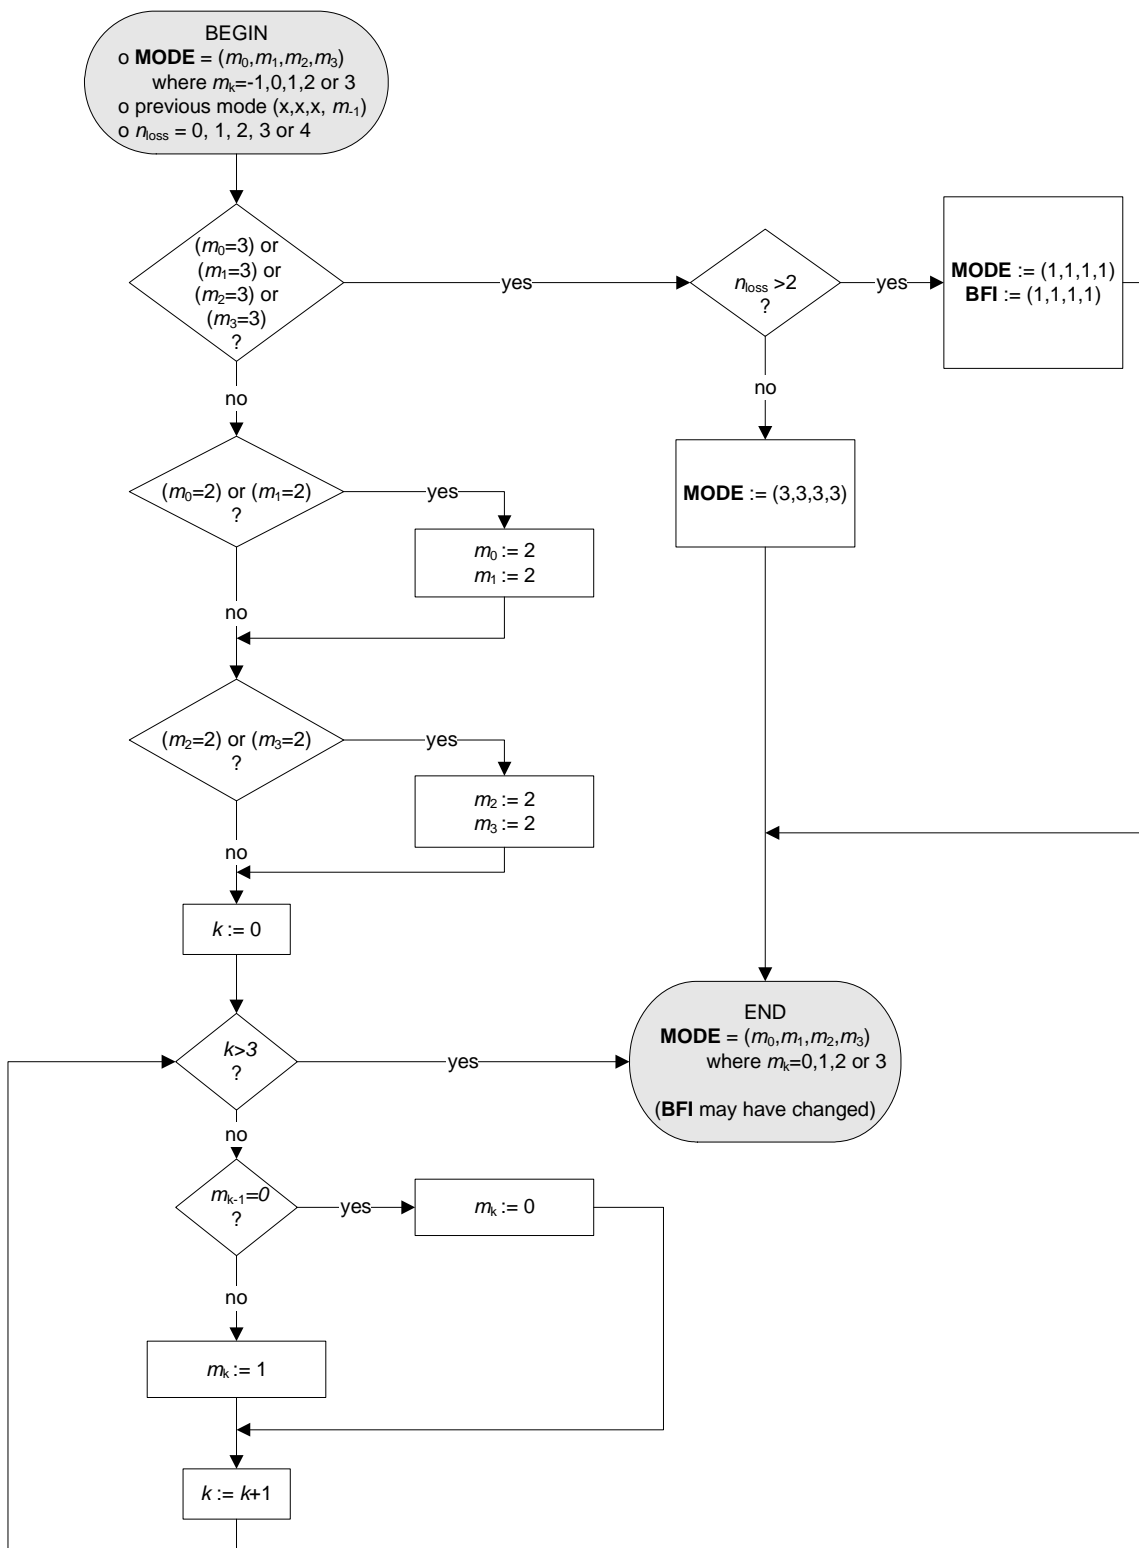 BEGIN
o MODE = (m0,m1,m2,m3)
where mk=-1,0,1,2 or 3
o previous mode (x,x,x, m-1)
o nloss = 0, 1, 2, 3 or 4
(m0=3) or
(m1=3) or
(m2=3) or
(m3=3)
?
yes
nloss >2
?
yes
MODE := (1,1,1,1)
BFI := (1,1,1,1)
no
no
MODE := (3,3,3,3)
(m0=2) or (m1=2)
?
yes
m0 := 2
m1 := 2
no
(m2=2) or (m3=2)
?
yes
m2 := 2
m3 := 2
no
k := 0
k>3
?
yes
END
MODE = (m0,m1,m2,m3)
where mk=0,1,2 or 3
(BFI may have changed)
no
mk-1=0
?
yes
mk := 0
no
mk := 1
k := k+1